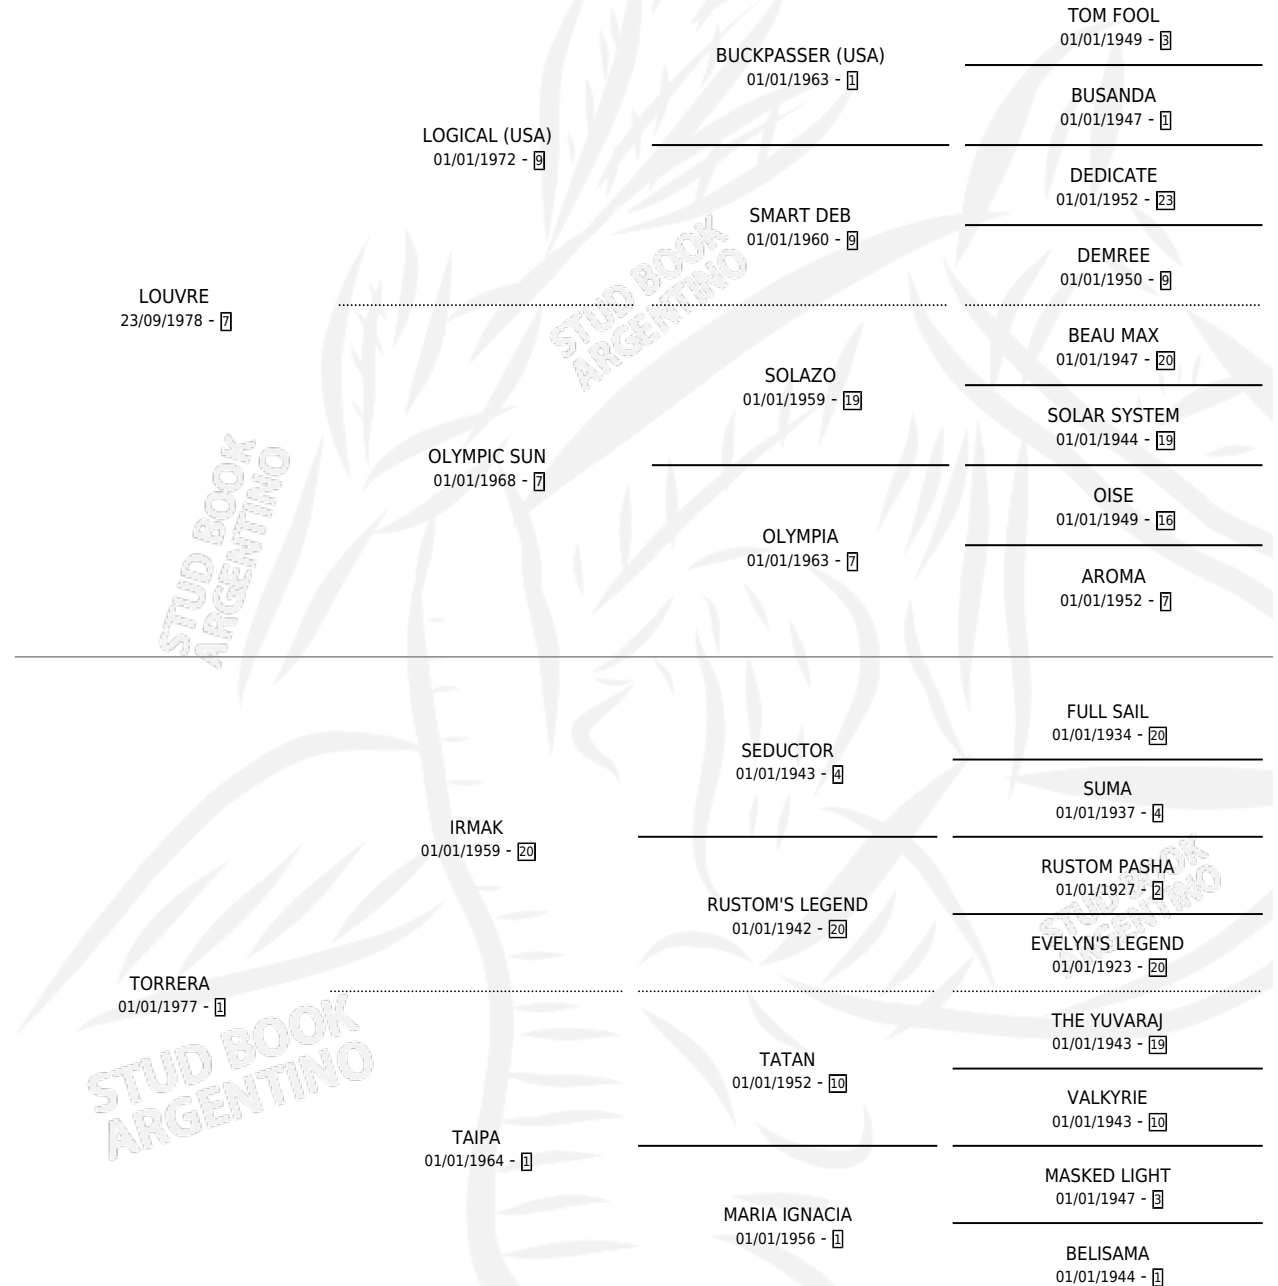 TOM FOOL
01/01/1949 - 3
BUCKPASSER (USA)
01/01/1963 - 1
BUSANDA
01/01/1947 - 1
LOGICAL (USA)
01/01/1972 - 9
DEDICATE
01/01/1952 - 23
SMART DEB
01/01/1960 - 9
DEMREE
01/01/1950 - 9
LOUVRE
23/09/1978 - 7
BEAU MAX
01/01/1947 - 20
SOLAZO
01/01/1959 - 19
SOLAR SYSTEM
01/01/1944 - 19
OLYMPIC SUN
01/01/1968 - 7
OISE
01/01/1949 - 16
OLYMPIA
01/01/1963 - 7
AROMA
01/01/1952 - 7
FULL SAIL
01/01/1934 - 20
SEDUCTOR
01/01/1943 - 4
SUMA
01/01/1937 - 4
IRMAK
01/01/1959 - 20
RUSTOM PASHA
01/01/1927 - 2
RUSTOM'S LEGEND
01/01/1942 - 20
EVELYN'S LEGEND
01/01/1923 - 20
TORRERA
01/01/1977 - 1
THE YUVARAJ
01/01/1943 - 19
TATAN
01/01/1952 - 10
VALKYRIE
01/01/1943 - 10
TAIPA
01/01/1964 - 1
MASKED LIGHT
01/01/1947 - 3
MARIA IGNACIA
01/01/1956 - 1
BELISAMA
01/01/1944 - 1
STUD BOOK
ARGENTINO
STUD BOOK
ARGENTINO
STUD BOOK
ARGENTINO
STUD BOOK
ARGENTINO